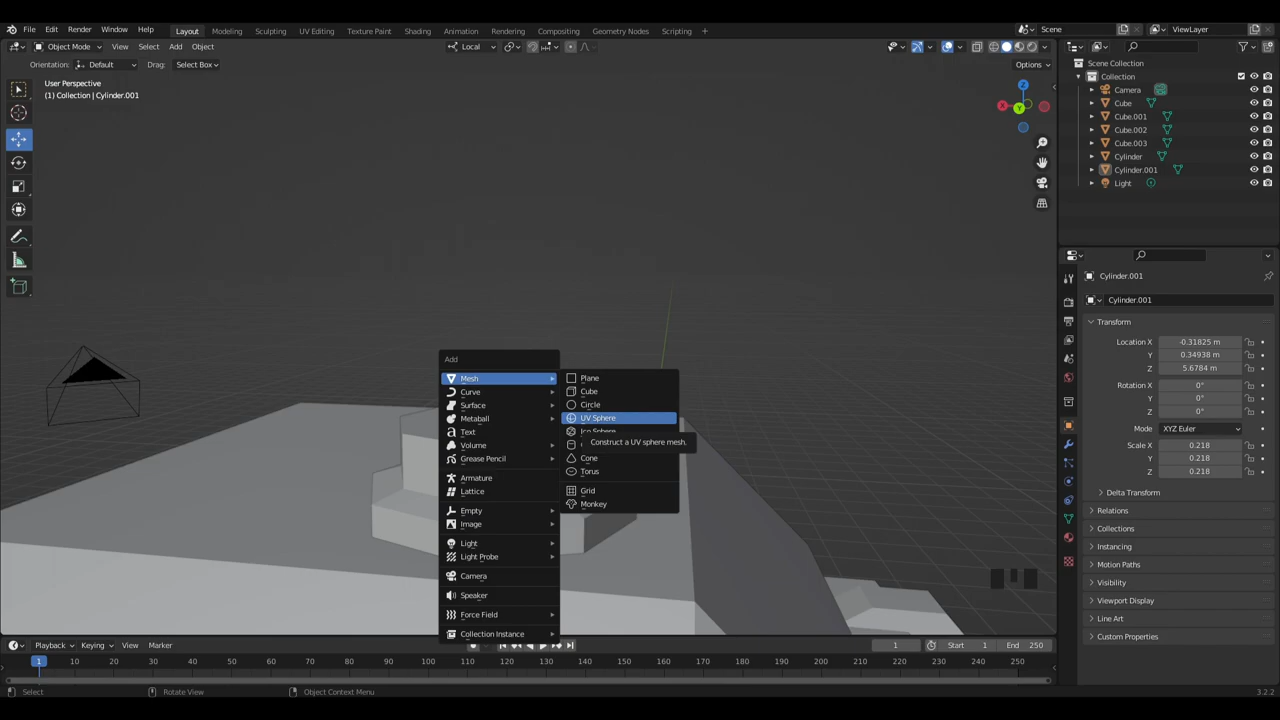 File Edit Render Window Help Layout Modeling Sculpting UV Editing Texture Paint Shading Animation Rendering Compositing Geometry Nodes Scripting Scene ViewLayer
Object Mode View Select Add Object Local
Orientation: Default Drag: Select Box Options
User Perspective
(1) Collection | Cylinder.001
X Y Z
Scene Collection
Collection
Camera
Cube
Cube.001
Cube.002
Cube.003
Cylinder
Cylinder.001
Light
Add
Mesh
Curve
Surface
Metaball
Text
Volume
Grease Pencil
Armature
Lattice
Empty
Image
Light
Light Probe
Camera
Speaker
Force Field
Collection Instance
Plane
Cube
Circle
UV Sphere
Construct a UV sphere mesh.
Cone
Torus
Grid
Monkey
Cylinder.001
Cylinder.001
Transform
Location X -0.31825 m
Y 0.34938 m
Z 5.6784 m
Rotation X 0°
Y 0°
Z 0°
Mode XYZ Euler
Scale X 0.218
Y 0.218
Z 0.218
Delta Transform
Relations
Collections
Instancing
Motion Paths
Visibility
Viewport Display
Line Art
Custom Properties
Playback Keying View Marker 1 Start 1 End 250
1 10 20 30 40 50 60 70 80 90 100 110 120 130 140 150 160 170 180 190 200 210 220 230 240 250
Select Rotate View Object Context Menu 3.2.2